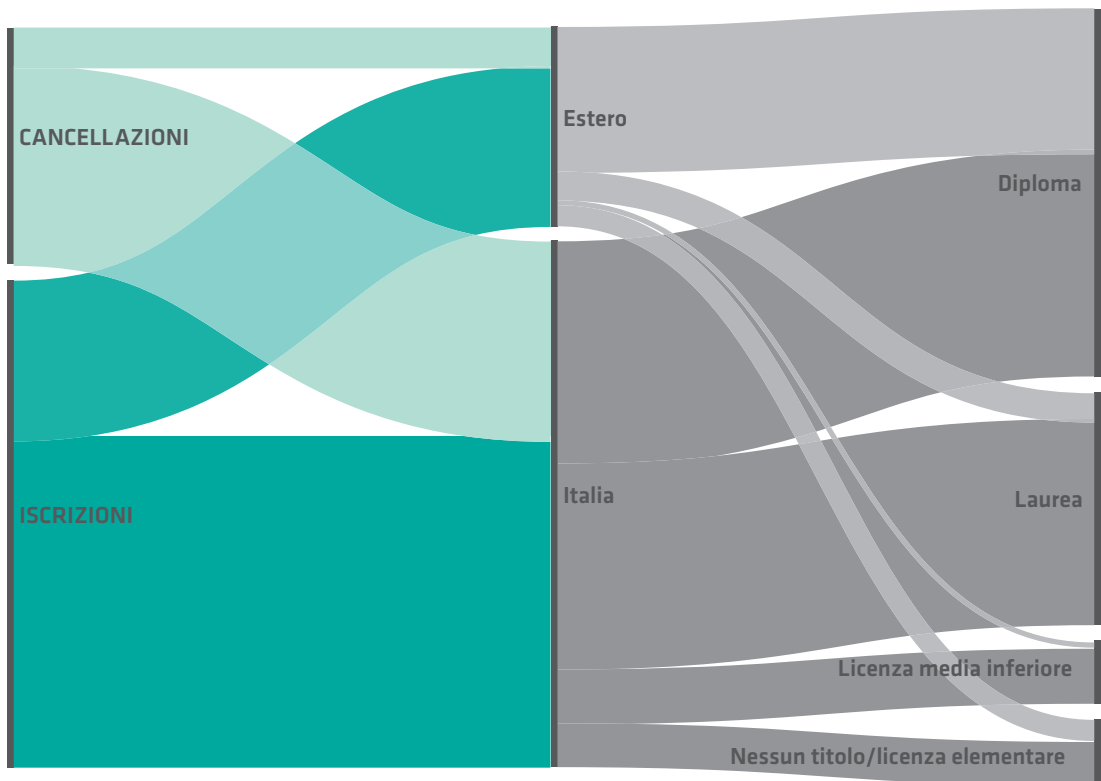 CANCELLAZIONI
ISCRIZIONI
Estero
Italia
Diploma
Laurea
Licenza media inferiore
Nessun titolo/licenza elementare